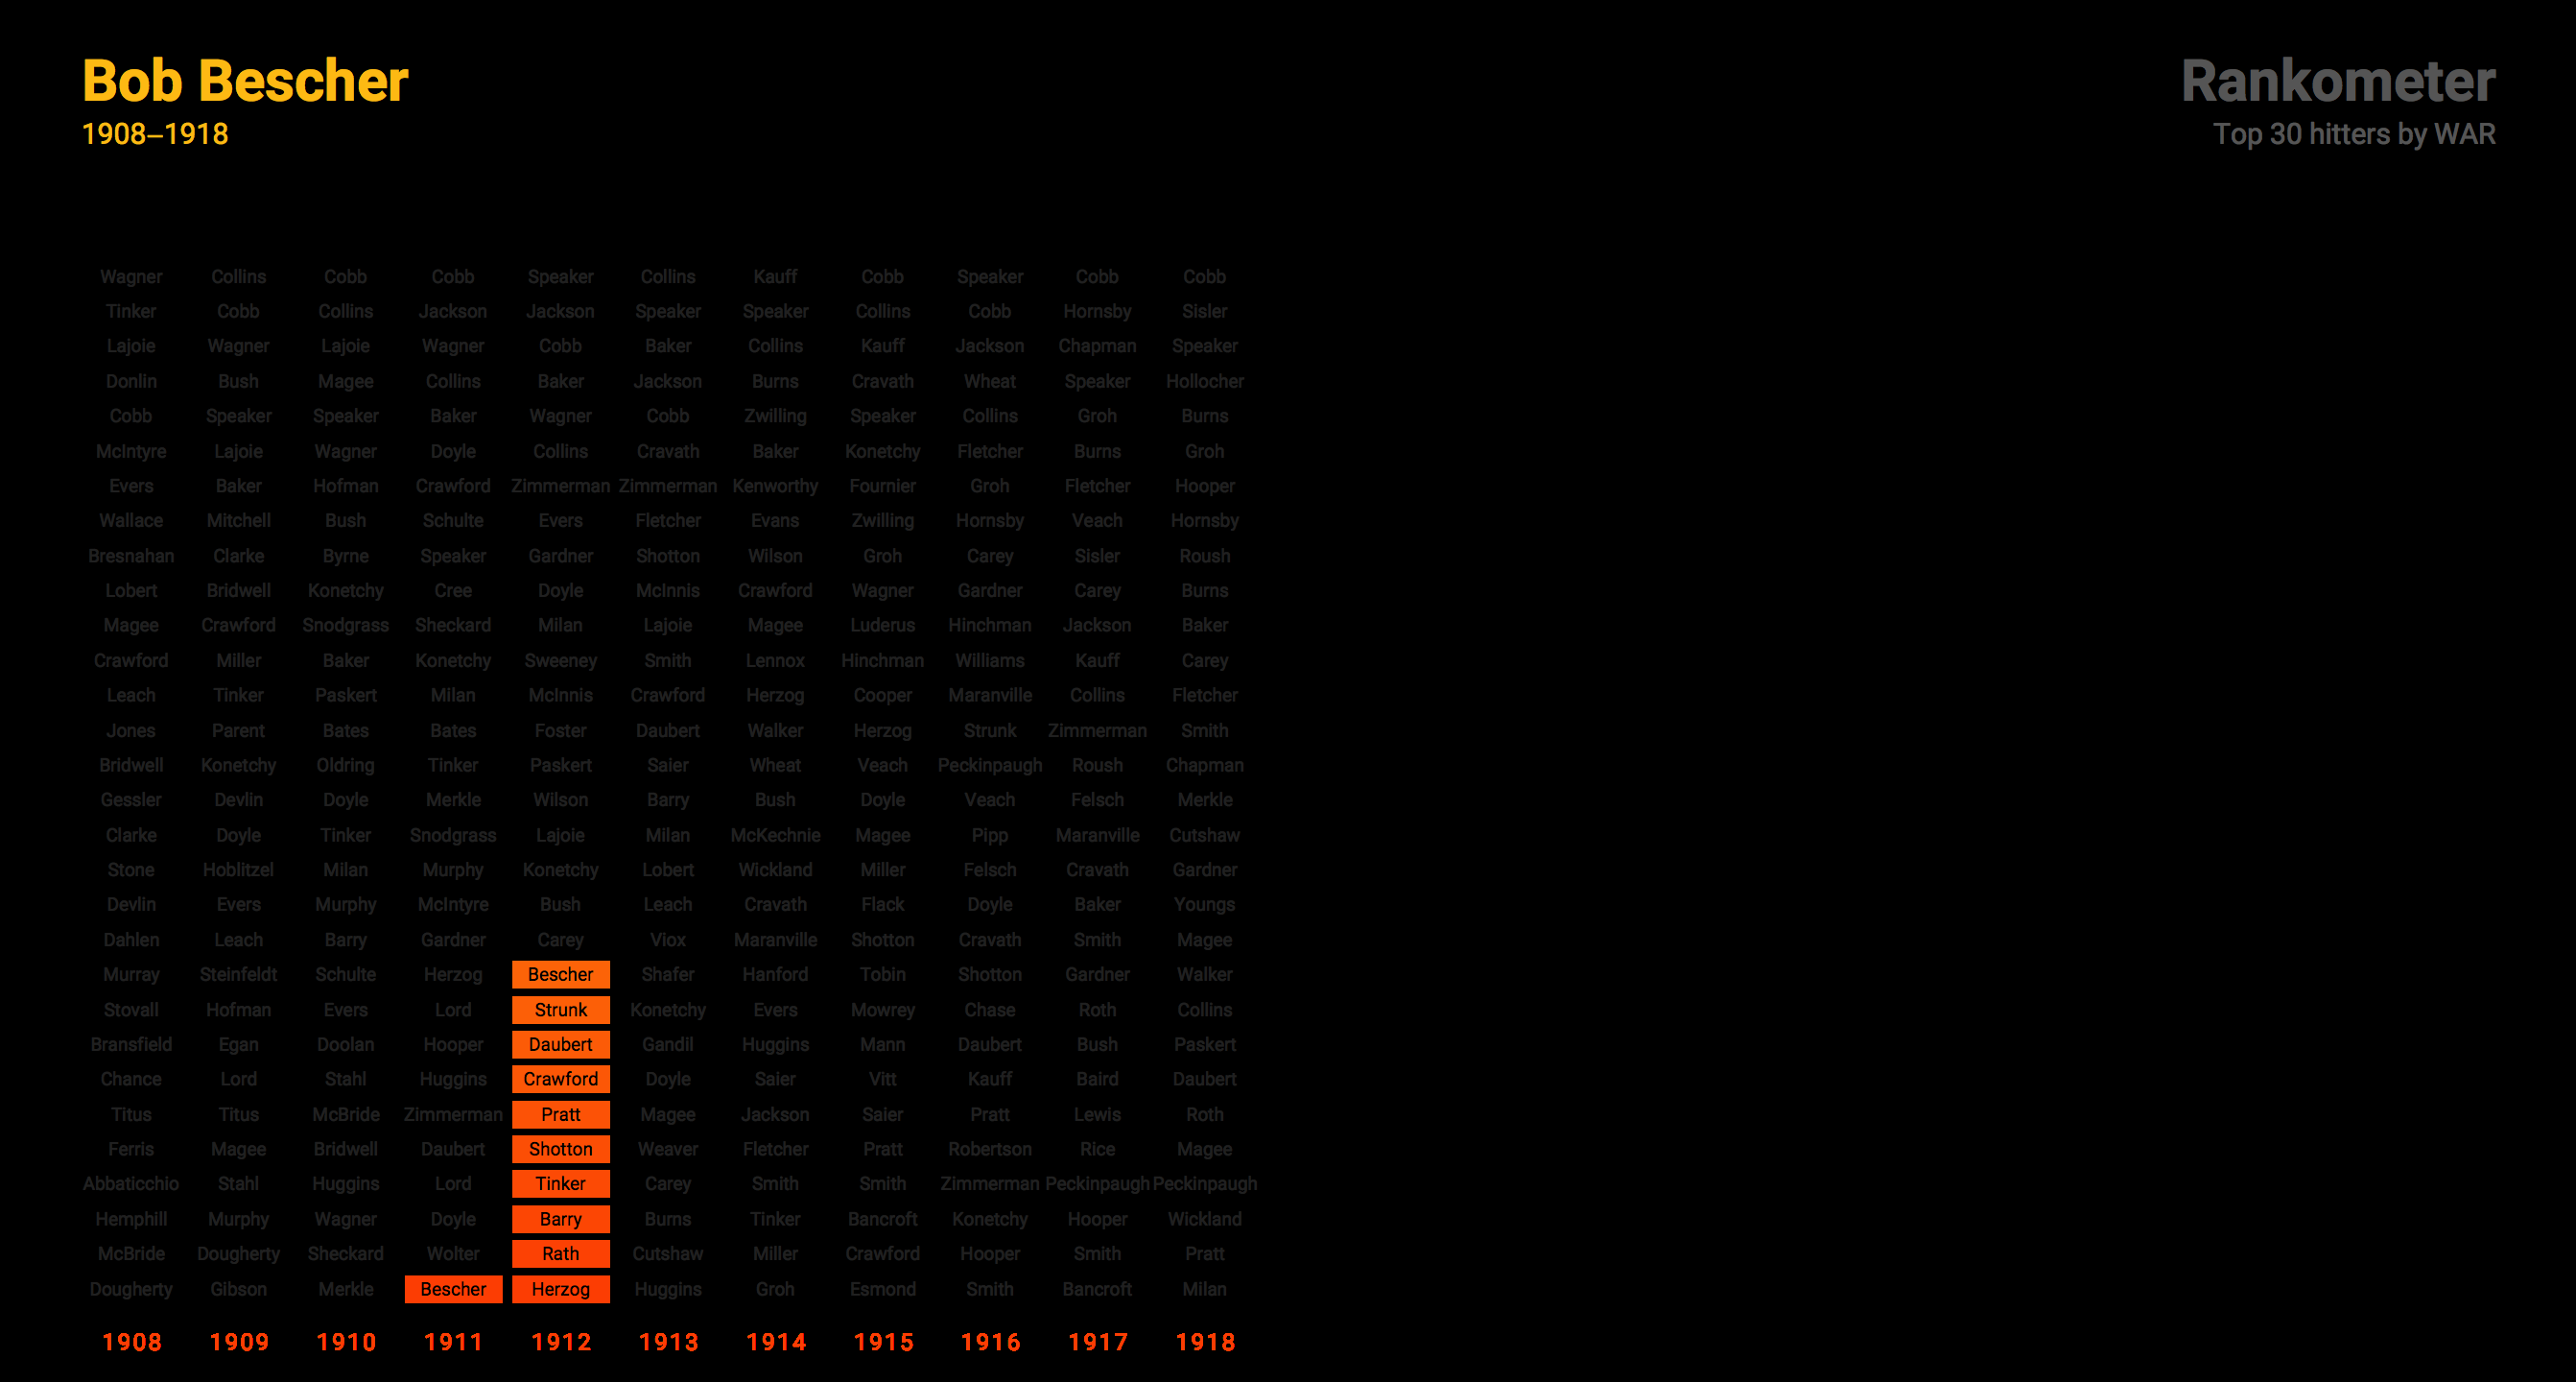 Bob Bescher
1908–1918
Rankometer
Top 30 hitters by WAR
Wagner Collins Cobb Cobb Speaker Collins Kauff Cobb Speaker Cobb Cobb
Tinker Cobb Collins Jackson Jackson Speaker Speaker Collins Cobb Hornsby Sisler
Lajoie Wagner Lajoie Wagner Cobb Baker Collins Kauff Jackson Chapman Speaker
Donlin Bush Magee Collins Baker Jackson Burns Cravath Wheat Speaker Hollocher
Cobb Speaker Speaker Baker Wagner Cobb Zwilling Speaker Collins Groh Burns
McIntyre Lajoie Wagner Doyle Collins Cravath Baker Konetchy Fletcher Burns Groh
Evers Baker Hofman Crawford Zimmerman Zimmerman Kenworthy Fournier Groh Fletcher Hooper
Wallace Mitchell Bush Schulte Evers Fletcher Evans Zwilling Hornsby Veach Hornsby
Bresnahan Clarke Byrne Speaker Gardner Shotton Wilson Groh Carey Sisler Roush
Lobert Bridwell Konetchy Cree Doyle McInnis Crawford Wagner Gardner Carey Burns
Magee Crawford Snodgrass Sheckard Milan Lajoie Magee Luderus Hinchman Jackson Baker
Crawford Miller Baker Konetchy Sweeney Smith Lennox Hinchman Williams Kauff Carey
Leach Tinker Paskert Milan McInnis Crawford Herzog Cooper Maranville Collins Fletcher
Jones Parent Bates Bates Foster Daubert Walker Herzog Strunk Zimmerman Smith
Bridwell Konetchy Oldring Tinker Paskert Saier Wheat Veach Peckinpaugh Roush Chapman
Gessler Devlin Doyle Merkle Wilson Barry Bush Doyle Veach Felsch Merkle
Clarke Doyle Tinker Snodgrass Lajoie Milan McKechnie Magee Pipp Maranville Cutshaw
Stone Hoblitzel Milan Murphy Konetchy Lobert Wickland Miller Felsch Cravath Gardner
Devlin Evers Murphy McIntyre Bush Leach Cravath Flack Doyle Baker Youngs
Dahlen Leach Barry Gardner Carey Viox Maranville Shotton Cravath Smith Magee
Murray Steinfeldt Schulte Herzog Bescher Shafer Hanford Tobin Shotton Gardner Walker
Stovall Hofman Evers Lord Strunk Konetchy Evers Mowrey Chase Roth Collins
Bransfield Egan Doolan Hooper Daubert Gandil Huggins Mann Daubert Bush Paskert
Chance Lord Stahl Huggins Crawford Doyle Saier Vitt Kauff Baird Daubert
Titus Titus McBride Zimmerman Pratt Magee Jackson Saier Pratt Lewis Roth
Ferris Magee Bridwell Daubert Shotton Weaver Fletcher Pratt Robertson Rice Magee
Abbaticchio Stahl Huggins Lord Tinker Carey Smith Smith Zimmerman Peckinpaugh Peckinpaugh
Hemphill Murphy Wagner Doyle Barry Burns Tinker Bancroft Konetchy Hooper Wickland
McBride Dougherty Sheckard Wolter Rath Cutshaw Miller Crawford Hooper Smith Pratt
Dougherty Gibson Merkle Bescher Herzog Huggins Groh Esmond Smith Bancroft Milan
1908 1909 1910 1911 1912 1913 1914 1915 1916 1917 1918